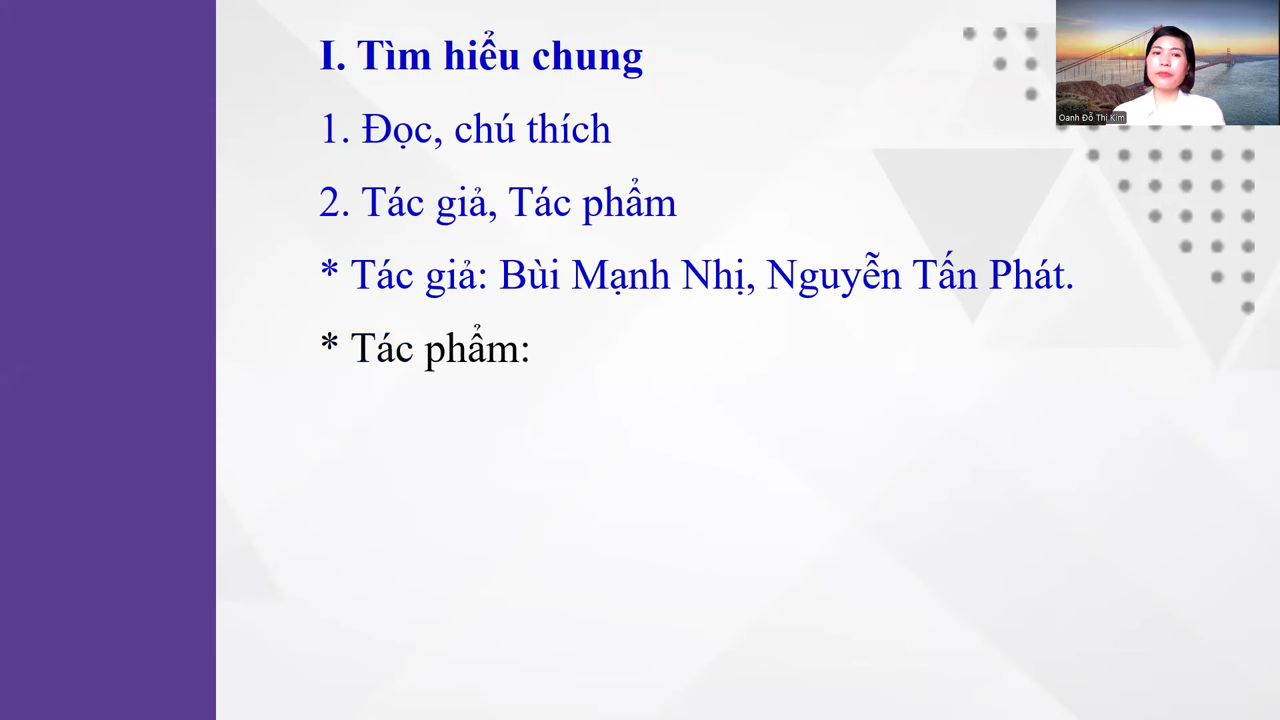 I. Tìm hiểu chung
1. Đọc, chú thích
2. Tác giả, Tác phẩm
* Tác giả: Bùi Mạnh Nhị, Nguyễn Tấn Phát.
* Tác phẩm:
Oanh Đỗ Thị Kim